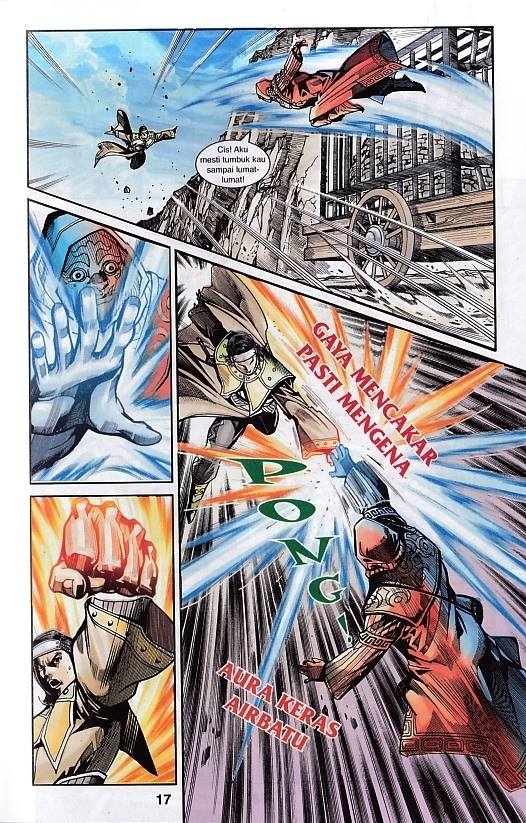 Cis! Aku
mesti tumbuk kau
sampai lumat-
lumat!
GAYA MENCAKAR
PASTI MENGENA
PONG!
AURA KERAS
AIRBATU
17